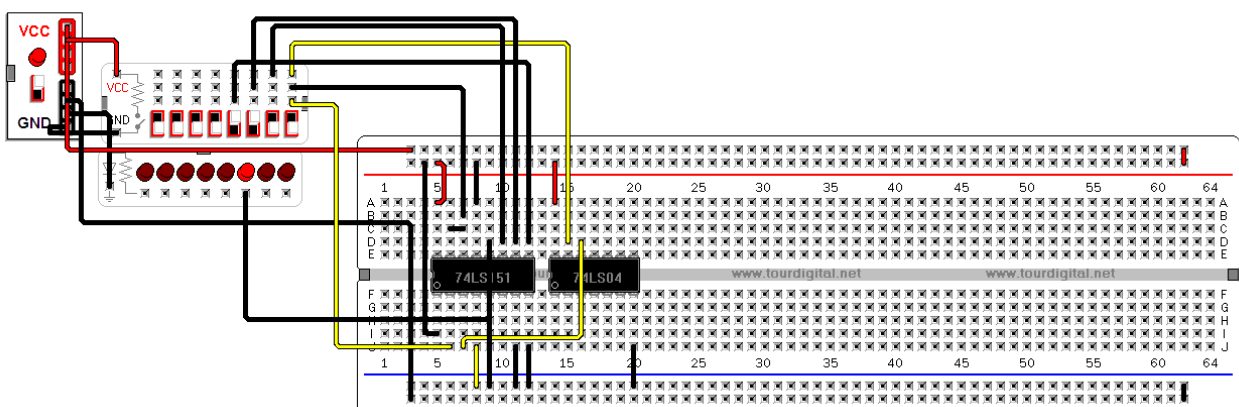 VCC
GND
VCC
GND
1 5 10 15 20 25 30 35 40 45 50 55 60 64
A A
B B
C C
D D
E E
74LS151 74LS04 www.tourdigital.net www.tourdigital.net
F F
G G
H H
I I
J J
1 5 10 15 20 25 30 35 40 45 50 55 60 64